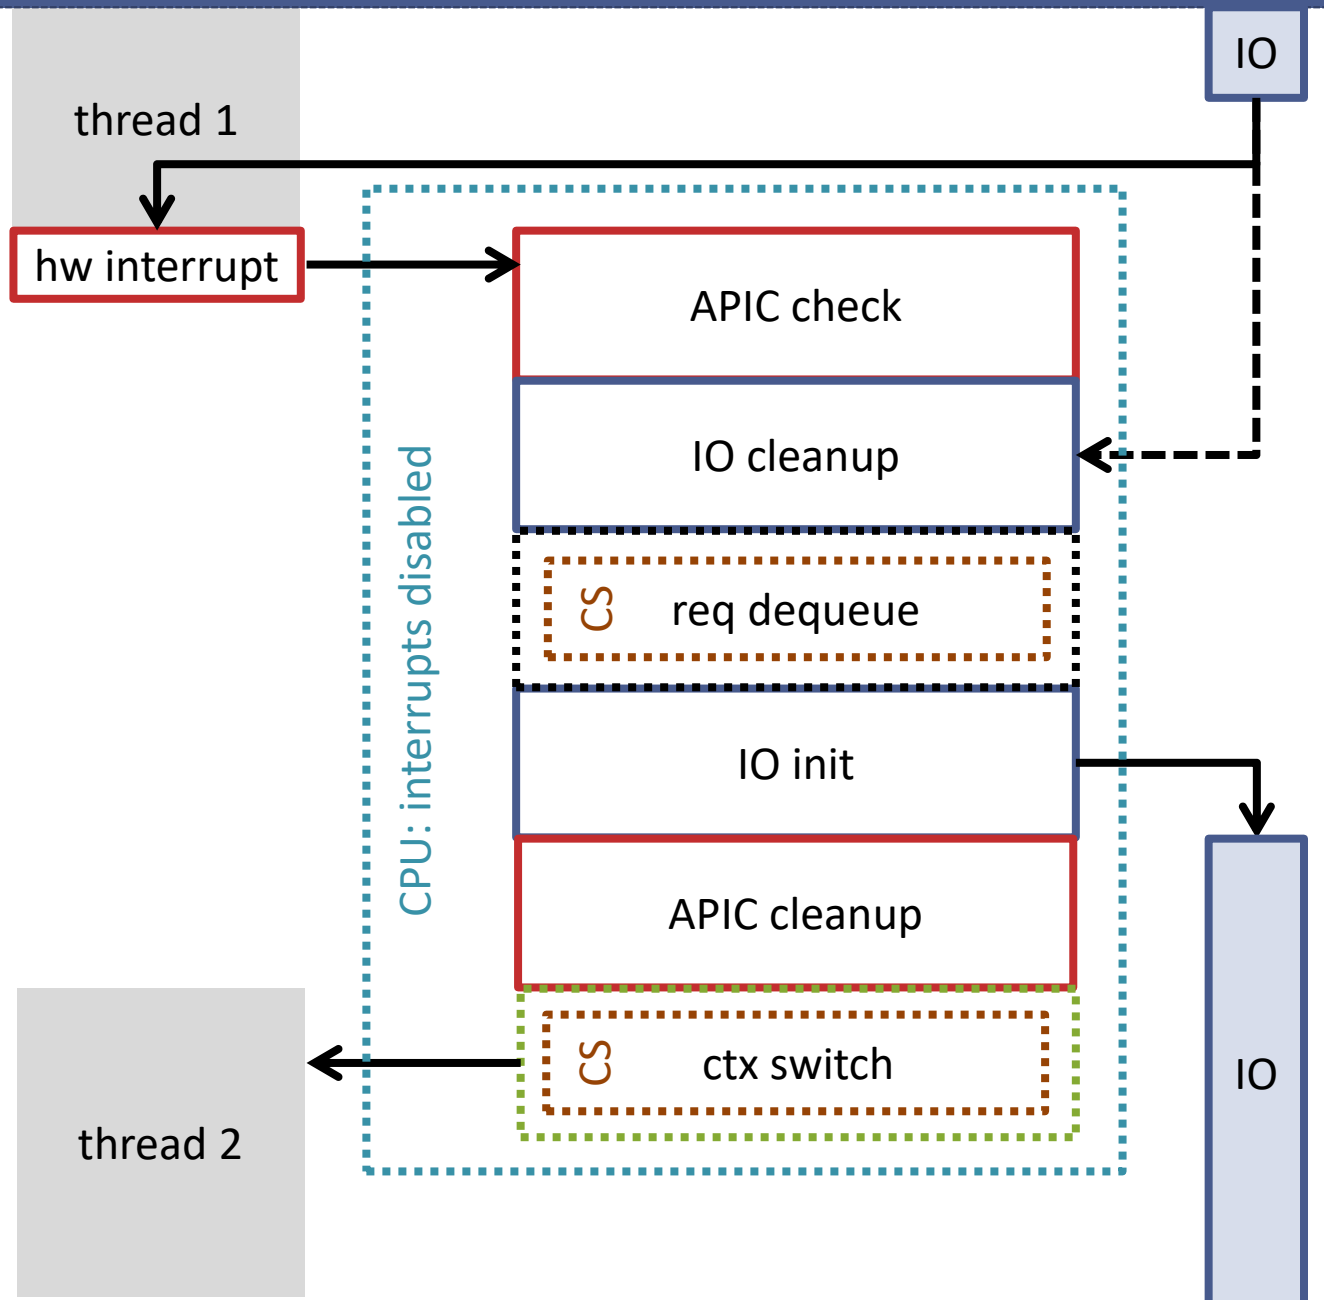 IO
thread 1
hw interrupt
APIC check
IO cleanup
CPU: interrupts disabled
CS req dequeue
IO init
APIC cleanup
CS ctx switch
IO
thread 2